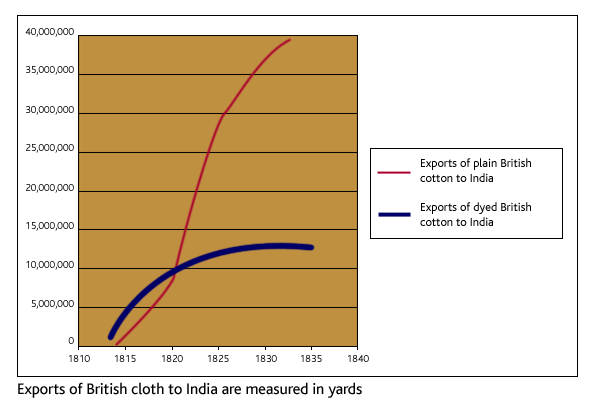 40,000,000
35,000,000
30,000,000
25,000,000
20,000,000
15,000,000
10,000,000
5,000,000
0
1810 1815 1820 1825 1830 1835 1840
Exports of plain British
cotton to India
Exports of dyed British
cotton to India
Exports of British cloth to India are measured in yards